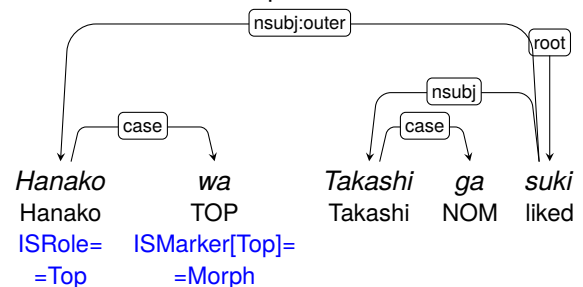 nsubj:outer
root
nsubj
case
case
Hanako wa Takashi ga suki
Hanako TOP Takashi NOM liked
ISRole= ISMarker[Top]=
=Top =Morph